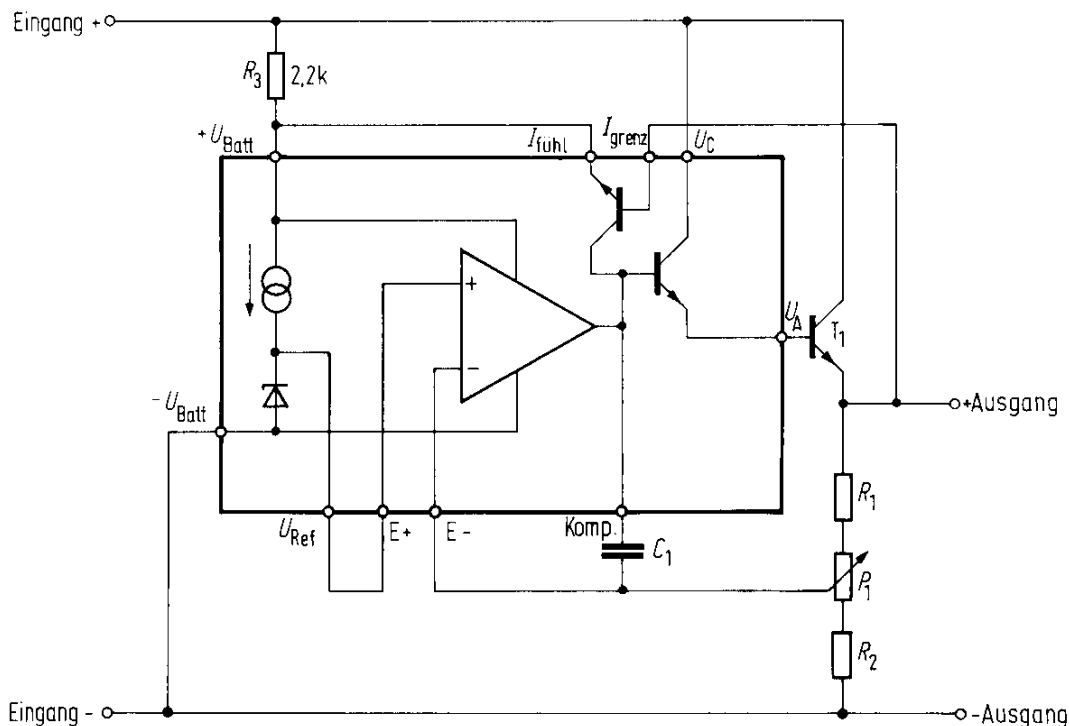 Eingang +
R3 2,2k
+UBatt
Ifühl
Igrenz
UC
+
UA
T1
−
-UBatt
+Ausgang
R1
URef
E+
E-
Komp.
C1
P1
R2
Eingang -
-Ausgang